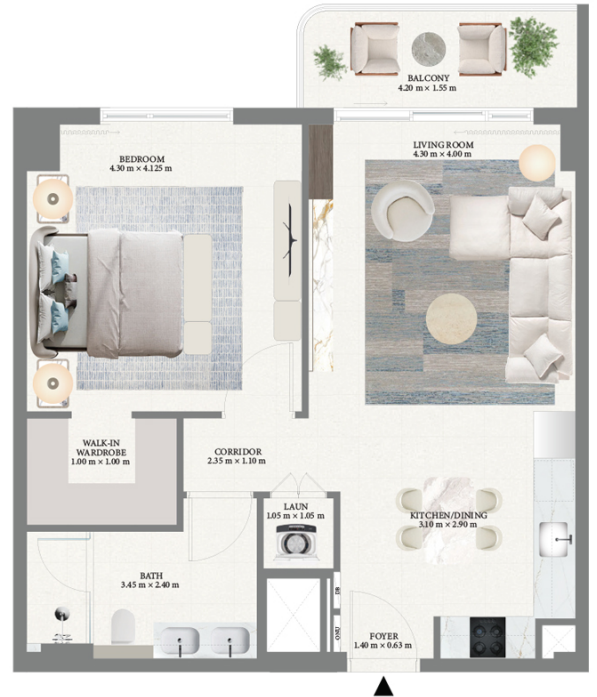 BALCONY
4.20 m × 1.55 m
LIVING ROOM
4.30 m × 4.00 m
BEDROOM
4.30 m × 4.125 m
WALK-IN
WARDROBE
1.00 m × 1.00 m
CORRIDOR
2.35 m × 1.10 m
LAUN
1.05 m × 1.05 m
KITCHEN/DINING
3.10 m × 2.90 m
BATH
3.45 m × 2.40 m
DB
FOYER
1.40 m × 0.63 m